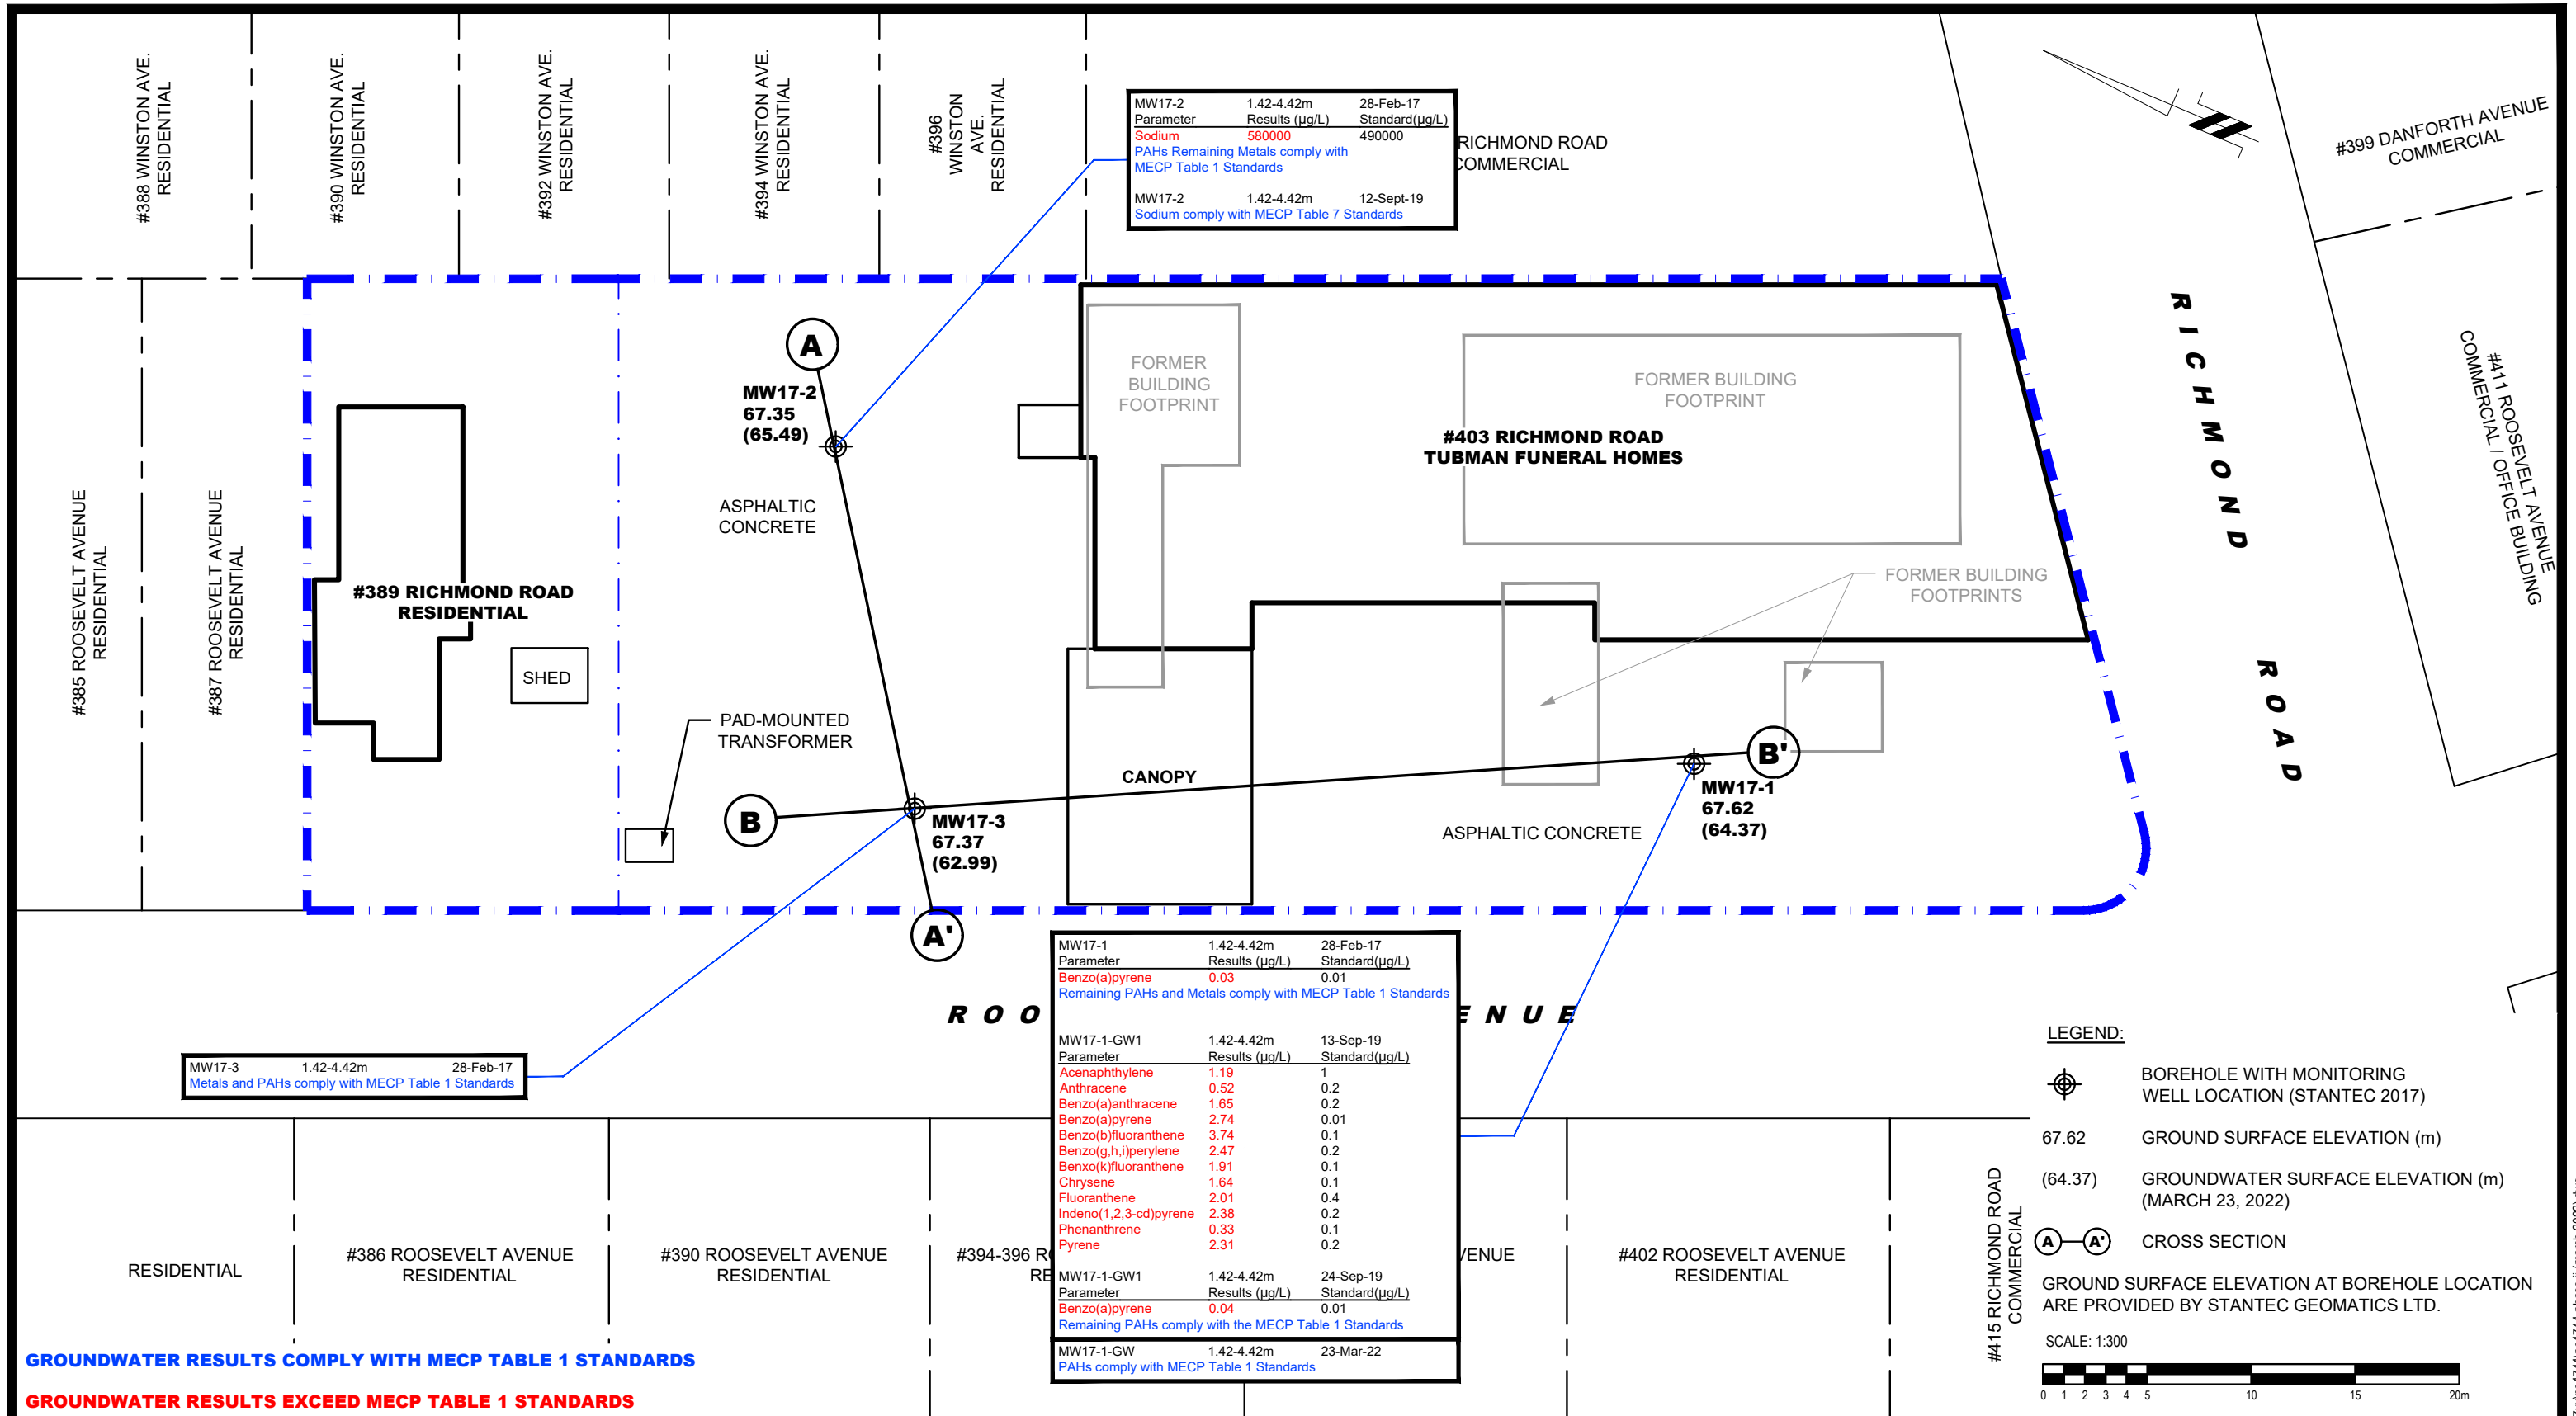 #388 WINSTON AVE.
RESIDENTIAL
#390 WINSTON AVE.
RESIDENTIAL
#392 WINSTON AVE.
RESIDENTIAL
#394 WINSTON AVE.
RESIDENTIAL
#396
WINSTON
AVE.
RESIDENTIAL
MW17-2 1.42-4.42m 28-Feb-17
Parameter Results (µg/L) Standard(µg/L)
Sodium 580000 490000
PAHs Remaining Metals comply with
MECP Table 1 Standards
MW17-2 1.42-4.42m 12-Sept-19
Sodium comply with MECP Table 7 Standards
RICHMOND ROAD
COMMERCIAL
#399 DANFORTH AVENUE
COMMERCIAL
#411 ROOSEVELT AVENUE
COMMERCIAL / OFFICE BUILDING
RICHMOND ROAD
#385 ROOSEVELT AVENUE
RESIDENTIAL
#387 ROOSEVELT AVENUE
RESIDENTIAL
#389 RICHMOND ROAD
RESIDENTIAL
SHED
A
MW17-2
67.35
(65.49)
ASPHALTIC
CONCRETE
PAD-MOUNTED
TRANSFORMER
FORMER
BUILDING
FOOTPRINT
FORMER BUILDING
FOOTPRINT
#403 RICHMOND ROAD
TUBMAN FUNERAL HOMES
FORMER BUILDING
FOOTPRINTS
CANOPY
B
MW17-3
67.37
(62.99)
A'
B'
MW17-1
67.62
(64.37)
ASPHALTIC CONCRETE
ROO
ENUE
MW17-3 1.42-4.42m 28-Feb-17
Metals and PAHs comply with MECP Table 1 Standards
MW17-1 1.42-4.42m 28-Feb-17
Parameter Results (µg/L) Standard(µg/L)
Benzo(a)pyrene 0.03 0.01
Remaining PAHs and Metals comply with MECP Table 1 Standards
MW17-1-GW1 1.42-4.42m 13-Sep-19
Parameter Results (µg/L) Standard(µg/L)
Acenaphthylene 1.19 1
Anthracene 0.52 0.2
Benzo(a)anthracene 1.65 0.2
Benzo(a)pyrene 2.74 0.01
Benzo(b)fluoranthene 3.74 0.1
Benzo(g,h,i)perylene 2.47 0.2
Benxo(k)fluoranthene 1.91 0.1
Chrysene 1.64 0.1
Fluoranthene 2.01 0.4
Indeno(1,2,3-cd)pyrene 2.38 0.2
Phenanthrene 0.33 0.1
Pyrene 2.31 0.2
MW17-1-GW1 1.42-4.42m 24-Sep-19
Parameter Results (µg/L) Standard(µg/L)
Benzo(a)pyrene 0.04 0.01
Remaining PAHs comply with the MECP Table 1 Standards
MW17-1-GW 1.42-4.42m 23-Mar-22
PAHs comply with MECP Table 1 Standards
RESIDENTIAL
#386 ROOSEVELT AVENUE
RESIDENTIAL
#390 ROOSEVELT AVENUE
RESIDENTIAL
#394-396 RO
RE
VENUE
#402 ROOSEVELT AVENUE
RESIDENTIAL
#415 RICHMOND ROAD
COMMERCIAL
LEGEND:
BOREHOLE WITH MONITORING
WELL LOCATION (STANTEC 2017)
67.62 GROUND SURFACE ELEVATION (m)
(64.37) GROUNDWATER SURFACE ELEVATION (m)
(MARCH 23, 2022)
A A' CROSS SECTION
GROUND SURFACE ELEVATION AT BOREHOLE LOCATION
ARE PROVIDED BY STANTEC GEOMATICS LTD.
SCALE: 1:300
0 1 2 3 4 5 10 15 20m
GROUNDWATER RESULTS COMPLY WITH MECP TABLE 1 STANDARDS
GROUNDWATER RESULTS EXCEED MECP TABLE 1 STANDARDS